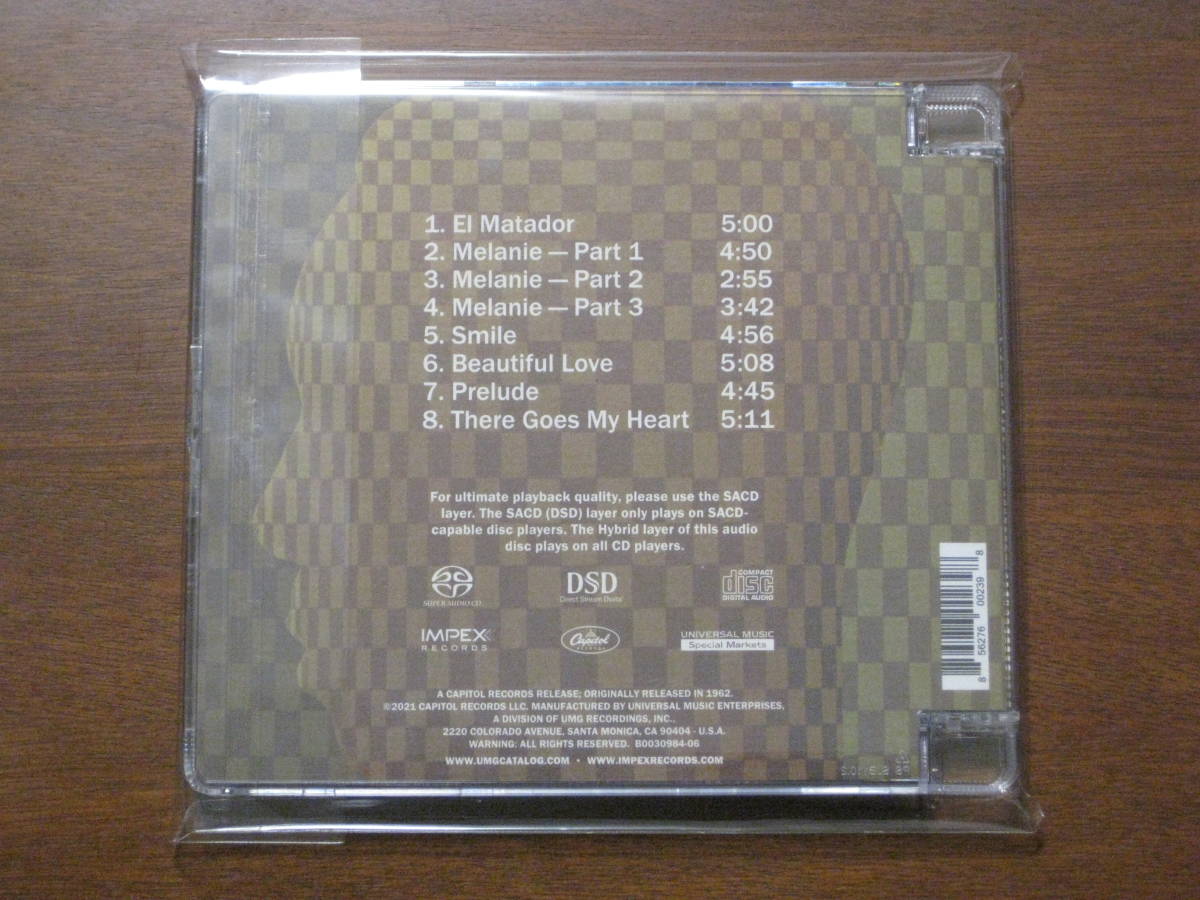 1. El Matador 5:00
2. Melanie — Part 1 4:50
3. Melanie — Part 2 2:55
4. Melanie — Part 3 3:42
5. Smile 4:56
6. Beautiful Love 5:08
7. Prelude 4:45
8. There Goes My Heart 5:11
For ultimate playback quality, please use the SACD
layer. The SACD (DSD) layer only plays on SACD-
capable disc players. The Hybrid layer of this audio
disc plays on all CD players.
SUPER AUDIO CD
DSD
Direct Stream Digital
COMPACT
disc
DIGITAL AUDIO
IMPEX
RECORDS
Capitol
RECORDS
UNIVERSAL MUSIC
Special Markets
A CAPITOL RECORDS RELEASE; ORIGINALLY RELEASED IN 1962.
©2021 CAPITOL RECORDS LLC. MANUFACTURED BY UNIVERSAL MUSIC ENTERPRISES,
A DIVISION OF UMG RECORDINGS, INC..
2220 COLORADO AVENUE, SANTA MONICA, CA 90404 - U.S.A.
WARNING: ALL RIGHTS RESERVED. B0030984-06
WWW.UMGCATALOG.COM • WWW.IMPEXRECORDS.COM
8 56276 00239 8